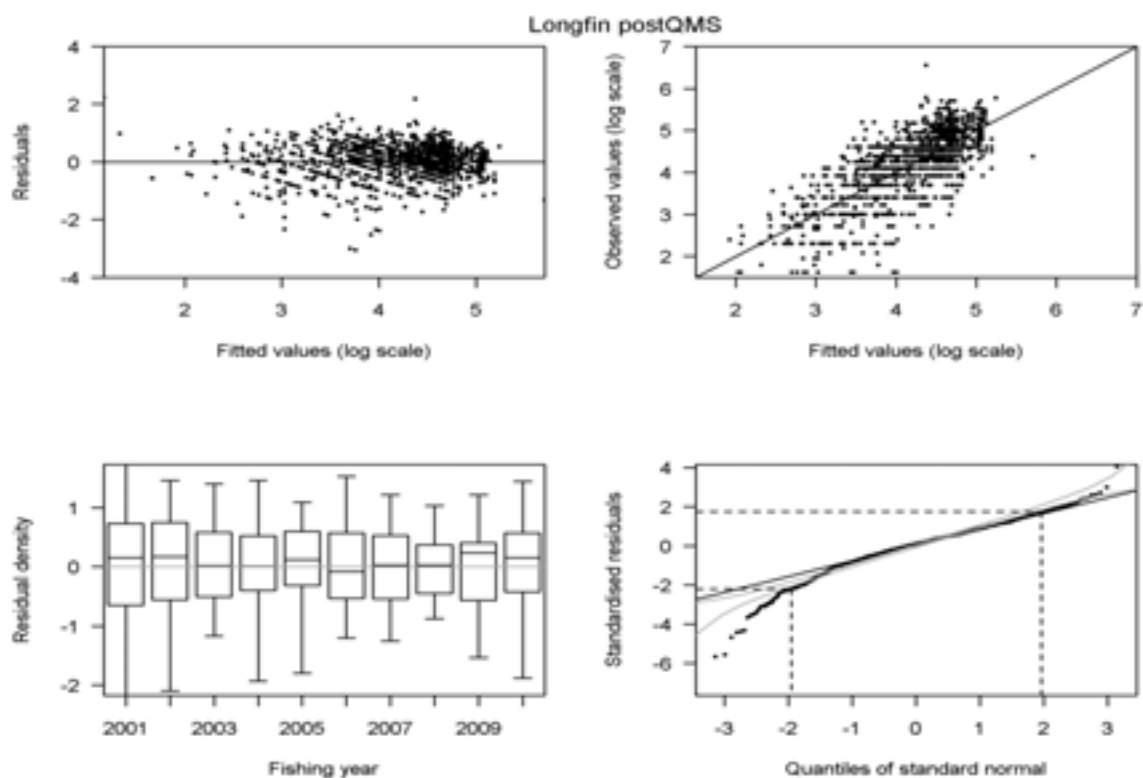 Longfin postQMS
4
2
0
-2
-4
Residuals
2 3 4 5
Fitted values (log scale)
7
6
5
4
3
2
Observed values (log scale)
2 3 4 5 6 7
Fitted values (log scale)
1
0
-1
-2
Residual density
2001 2003 2005 2007 2009
Fishing year
4
2
0
-2
-4
-6
Standardised residuals
-3 -2 -1 0 1 2 3
Quantiles of standard normal